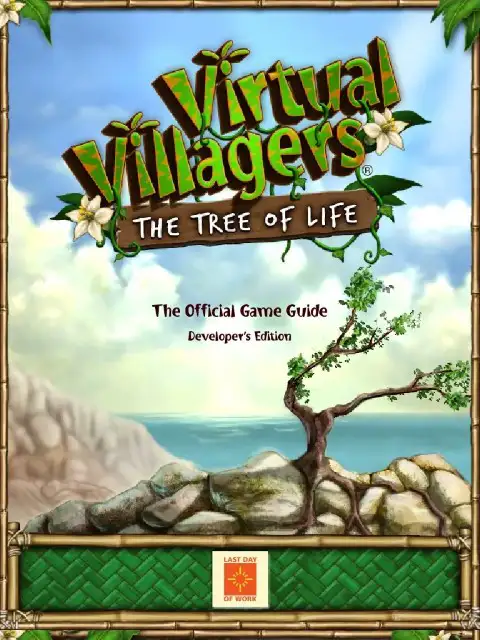 Virtual
Villagers®
THE TREE OF LIFE
The Official Game Guide
Developer's Edition
LAST DAY
OF WORK